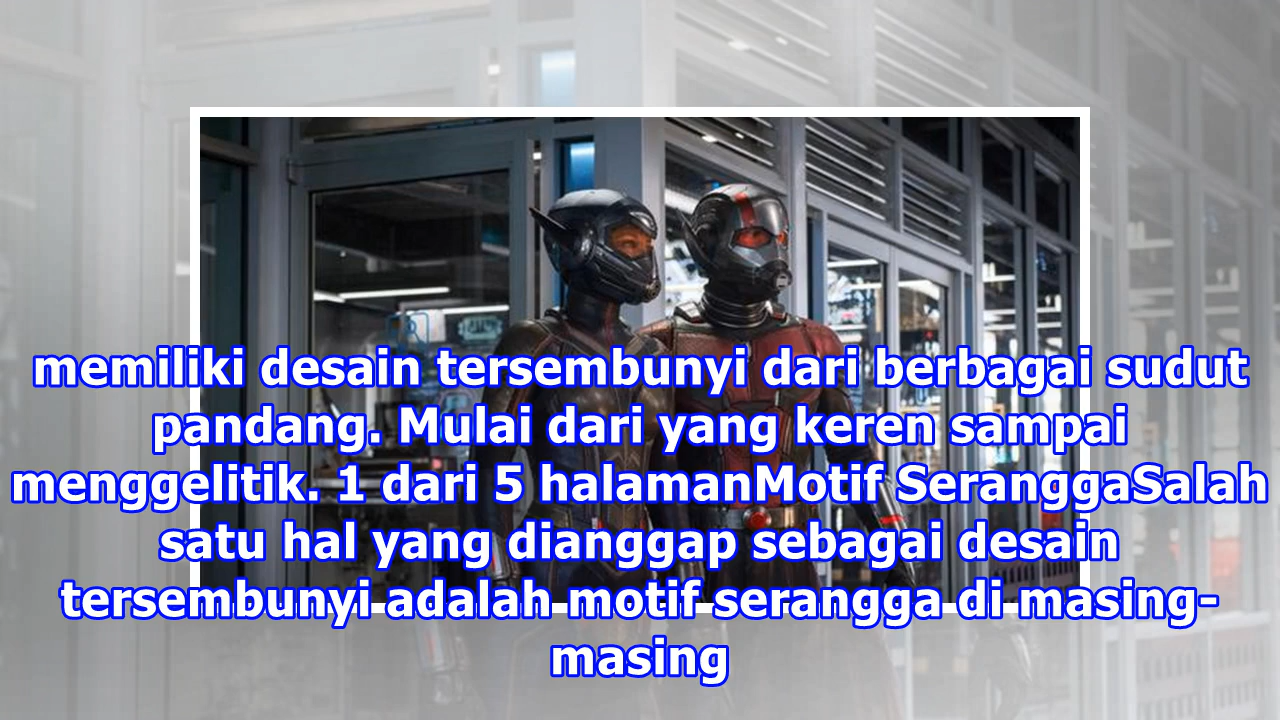 memiliki desain tersembunyi dari berbagai sudut
pandang. Mulai dari yang keren sampai
menggelitik. 1 dari 5 halamanMotif SeranggaSalah
satu hal yang dianggap sebagai desain
tersembunyi adalah motif serangga di masing-
masing